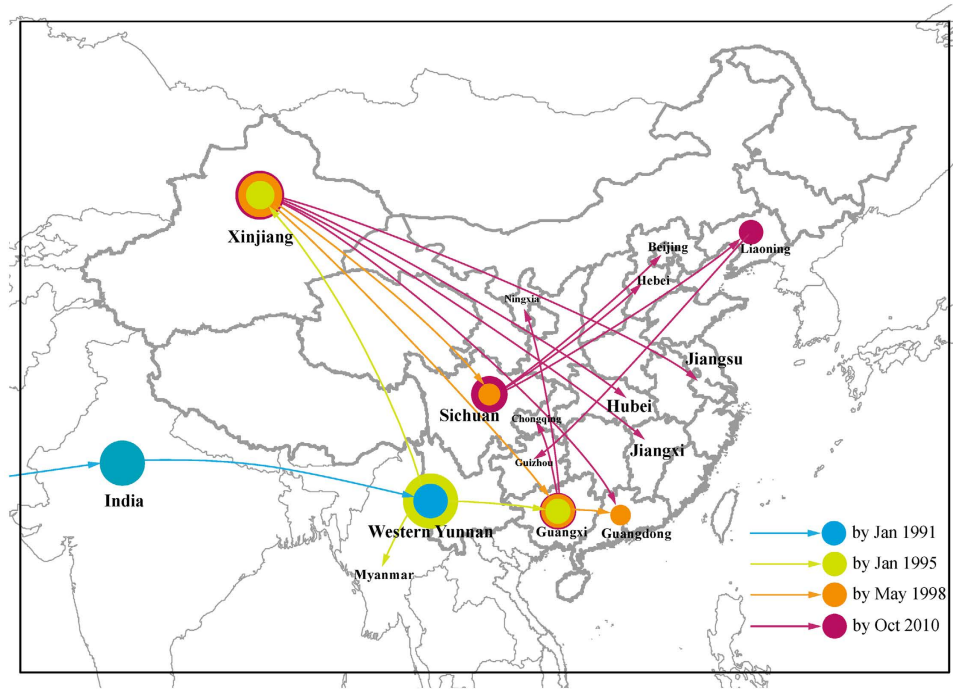 Xinjiang
Beijing
Liaoning
Hebei
Ningxia
Jiangsu
Hubei
Sichuan
Chongqing
Jiangxi
Guizhou
India
Western Yunnan
Guangxi
Guangdong
Myanmar
by Jan 1991
by Jan 1995
by May 1998
by Oct 2010